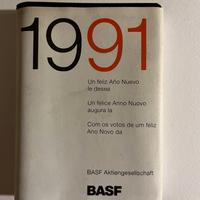 1991
Un feliz Año Nuevo
le desea
Un felice Anno Nuovo
augura la
Com os votos de um feliz
Ano Novo da
BASF Aktiengesellschaft
BASF